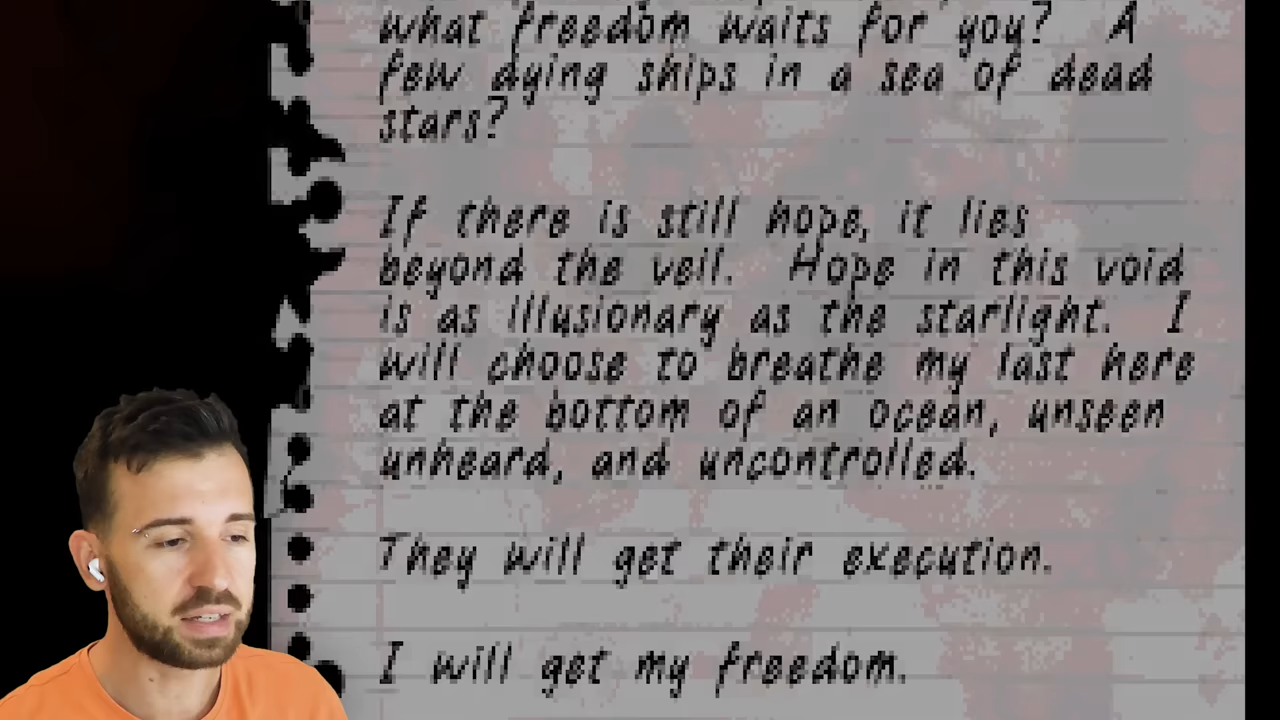 what freedom waits for you? A
few dying ships in a sea of dead
stars?
If there is still hope, it lies
beyond the veil. Hope in this void
is as illusionary as the starlight. I
will choose to breathe my last here
at the bottom of an ocean, unseen
unheard, and uncontrolled.
They will get their execution.
I will get my freedom.